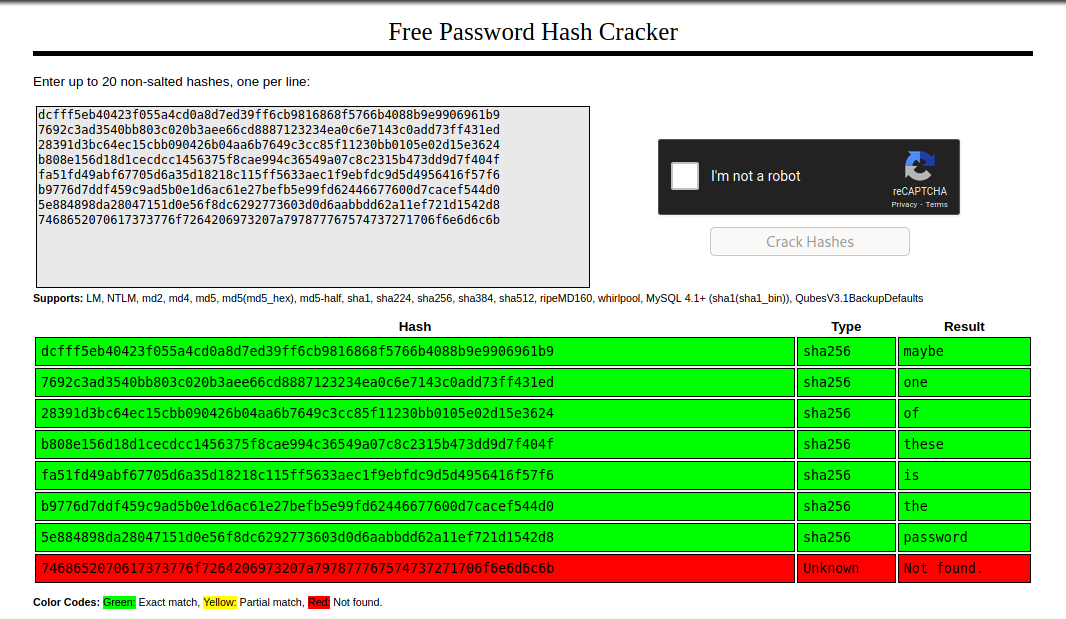 Free Password Hash Cracker
Enter up to 20 non-salted hashes, one per line:
dcfff5eb40423f055a4cd0a8d7ed39ff6cb9816868f5766b4088b9e9906961b9
7692c3ad3540bb803c020b3aee66cd8887123234ea0c6e7143c0add73ff431ed
28391d3bc64ec15cbb090426b04aa6b7649c3cc85f11230bb0105e02d15e3624
b808e156d18d1cecdcc1456375f8cae994c36549a07c8c2315b473dd9d7f404f
fa51fd49abf67705d6a35d18218c115ff5633aec1f9ebfdc9d5d4956416f57f6
b9776d7ddf459c9ad5b0e1d6ac61e27befb5e99fd62446677600d7cacef544d0
5e884898da28047151d0e56f8dc6292773603d0d6aabbdd62a11ef721d1542d8
7468652070617373776f7264206973207a797877767574737271706f6e6d6c6b
I'm not a robot
reCAPTCHA
Privacy - Terms
Crack Hashes
Supports: LM, NTLM, md2, md4, md5, md5(md5_hex), md5-half, sha1, sha224, sha256, sha384, sha512, ripeMD160, whirlpool, MySQL 4.1+ (sha1(sha1_bin)), QubesV3.1BackupDefaults
Hash Type Result
dcfff5eb40423f055a4cd0a8d7ed39ff6cb9816868f5766b4088b9e9906961b9 sha256 maybe
7692c3ad3540bb803c020b3aee66cd8887123234ea0c6e7143c0add73ff431ed sha256 one
28391d3bc64ec15cbb090426b04aa6b7649c3cc85f11230bb0105e02d15e3624 sha256 of
b808e156d18d1cecdcc1456375f8cae994c36549a07c8c2315b473dd9d7f404f sha256 these
fa51fd49abf67705d6a35d18218c115ff5633aec1f9ebfdc9d5d4956416f57f6 sha256 is
b9776d7ddf459c9ad5b0e1d6ac61e27befb5e99fd62446677600d7cacef544d0 sha256 the
5e884898da28047151d0e56f8dc6292773603d0d6aabbdd62a11ef721d1542d8 sha256 password
7468652070617373776f7264206973207a797877767574737271706f6e6d6c6b Unknown Not found.
Color Codes: Green: Exact match, Yellow: Partial match, Red: Not found.